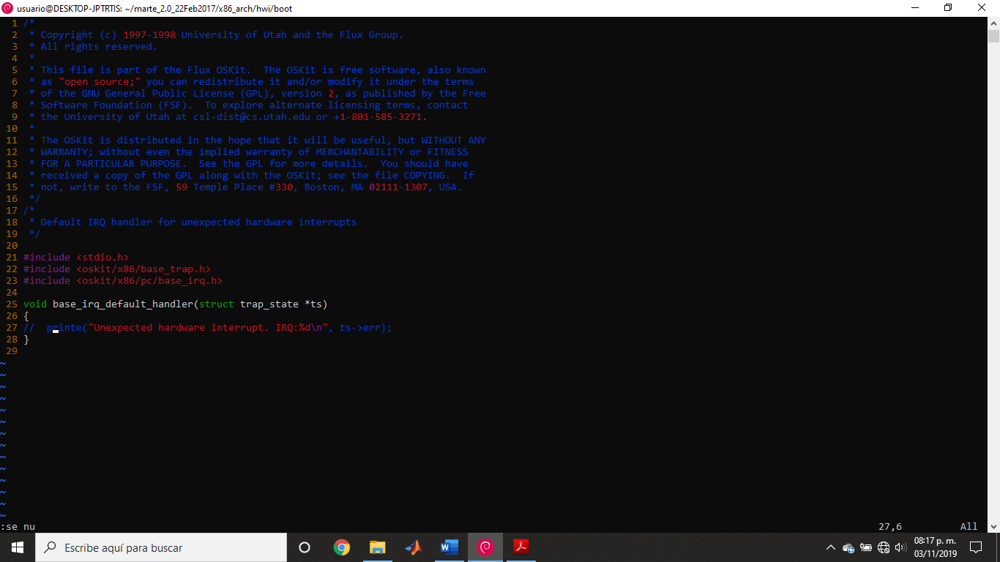 usuario@DESKTOP-JPTRTIS: ~/marte_2.0_22Feb2017/x86_arch/hwi/boot
1 /*
2  * Copyright (c) 1997-1998 University of Utah and the Flux Group.
3  * All rights reserved.
4  *
5  * This file is part of the Flux OSKit.  The OSKit is free software, also known
6  * as "open source;" you can redistribute it and/or modify it under the terms
7  * of the GNU General Public License (GPL), version 2, as published by the Free
8  * Software Foundation (FSF).  To explore alternate licensing terms, contact
9  * the University of Utah at csl-dist@cs.utah.edu or +1-801-585-3271.
10  *
11  * The OSKit is distributed in the hope that it will be useful, but WITHOUT ANY
12  * WARRANTY; without even the implied warranty of MERCHANTABILITY or FITNESS
13  * FOR A PARTICULAR PURPOSE.  See the GPL for more details.  You should have
14  * received a copy of the GPL along with the OSKit; see the file COPYING.  If
15  * not, write to the FSF, 59 Temple Place #330, Boston, MA 02111-1307, USA.
16  */
17 /*
18  * Default IRQ handler for unexpected hardware interrupts
19  */
20
21 #include <stdio.h>
22 #include <oskit/x86/base_trap.h>
23 #include <oskit/x86/pc/base_irq.h>
24
25 void base_irq_default_handler(struct trap_state *ts)
26 {
27 //  printe("Unexpected hardware interrupt. IRQ:%d\n", ts->err);
28 }
29
~
~
~
~
~
~
~
~
~
~
~
~
~
~
:se nu 27,6 All
Escribe aquí para buscar
08:17 p. m.
03/11/2019